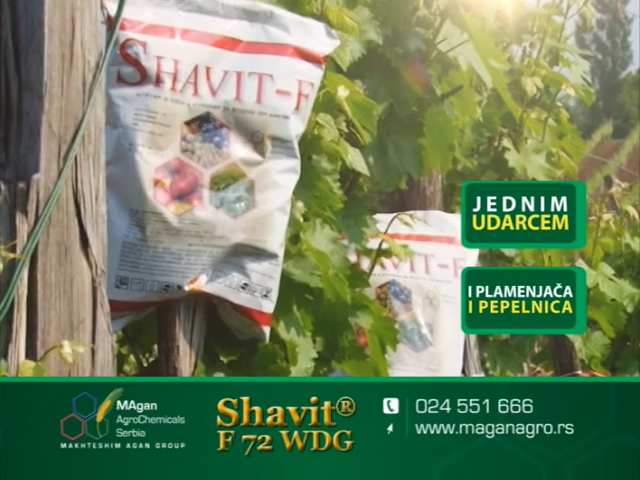 SHAVIT-F
SHAVIT-F
JEDNIM
UDARCEM
I PLAMENJAČA
I PEPELNICA
MAgan
AgroChemicals
Serbia
MAKHTESHIM AGAN GROUP
Shavit®
F 72 WDG
024 551 666
www.maganagro.rs